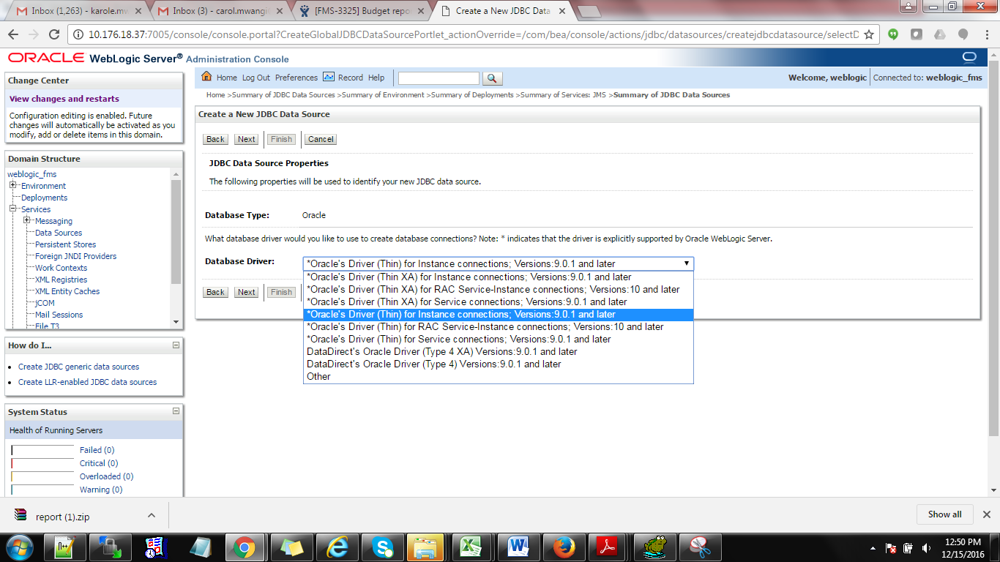 Inbox (1,263) - karole.mw
Inbox (3) - carol.mwangi
[FMS-3325] Budget repo
Create a New JDBC Data
10.176.18.37:7005/console/console.portal?CreateGlobalJDBCDataSourcePortlet_actionOverride=/com/bea/console/actions/jdbc/datasources/createjdbcdatasource/selectD
ORACLE WebLogic Server® Administration Console
Change Center
View changes and restarts
Configuration editing is enabled. Future
changes will automatically be activated as you
modify, add or delete items in this domain.
Domain Structure
weblogic_fms
Environment
Deployments
Services
Messaging
Data Sources
Persistent Stores
Foreign JNDI Providers
Work Contexts
XML Registries
XML Entity Caches
jCOM
Mail Sessions
File T3
How do I...
Create JDBC generic data sources
Create LLR-enabled JDBC data sources
System Status
Health of Running Servers
Failed (0)
Critical (0)
Overloaded (0)
Warning (0)
Home Log Out Preferences Record Help
Welcome, weblogic Connected to: weblogic_fms
Home >Summary of JDBC Data Sources >Summary of Environment >Summary of Deployments >Summary of Services: JMS >Summary of JDBC Data Sources
Create a New JDBC Data Source
Back Next Finish Cancel
JDBC Data Source Properties
The following properties will be used to identify your new JDBC data source.
Database Type: Oracle
What database driver would you like to use to create database connections? Note: * indicates that the driver is explicitly supported by Oracle WebLogic Server.
Database Driver: *Oracle's Driver (Thin) for Instance connections; Versions:9.0.1 and later
*Oracle's Driver (Thin XA) for Instance connections; Versions:9.0.1 and later
*Oracle's Driver (Thin XA) for RAC Service-Instance connections; Versions:10 and later
*Oracle's Driver (Thin XA) for Service connections; Versions:9.0.1 and later
*Oracle's Driver (Thin) for Instance connections; Versions:9.0.1 and later
*Oracle's Driver (Thin) for RAC Service-Instance connections; Versions:10 and later
*Oracle's Driver (Thin) for Service connections; Versions:9.0.1 and later
DataDirect's Oracle Driver (Type 4 XA) Versions:9.0.1 and later
DataDirect's Oracle Driver (Type 4) Versions:9.0.1 and later
Other
Back Next Finish
report (1).zip
Show all
12:50 PM
12/15/2016